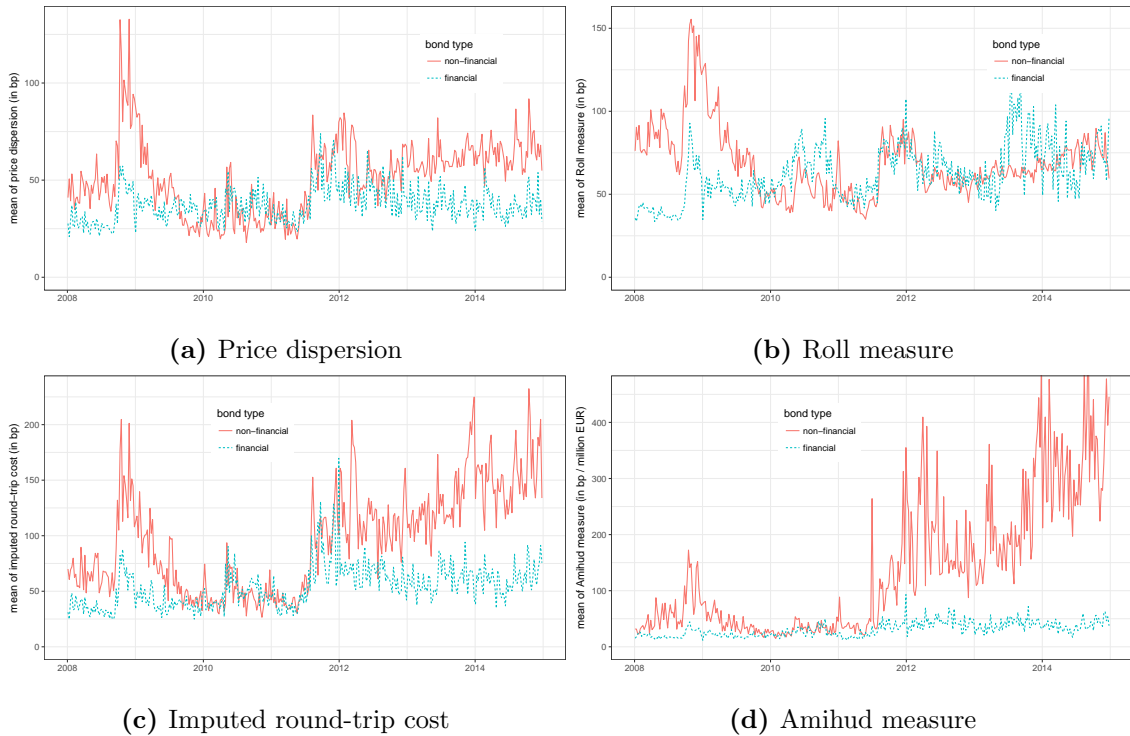 mean of price dispersion (in bp)
100
50
0
bond type
non−financial
financial
2008
2010
2012
2014
(a) Price dispersion
mean of Roll measure (in bp)
150
100
50
0
bond type
non−financial
financial
2008
2010
2012
2014
(b) Roll measure
mean of imputed round−trip cost (in bp)
200
150
100
50
0
bond type
non−financial
financial
2008
2010
2012
2014
(c) Imputed round-trip cost
mean of Amihud measure (in bp / million EUR)
400
300
200
100
0
bond type
non−financial
financial
2008
2010
2012
2014
(d) Amihud measure